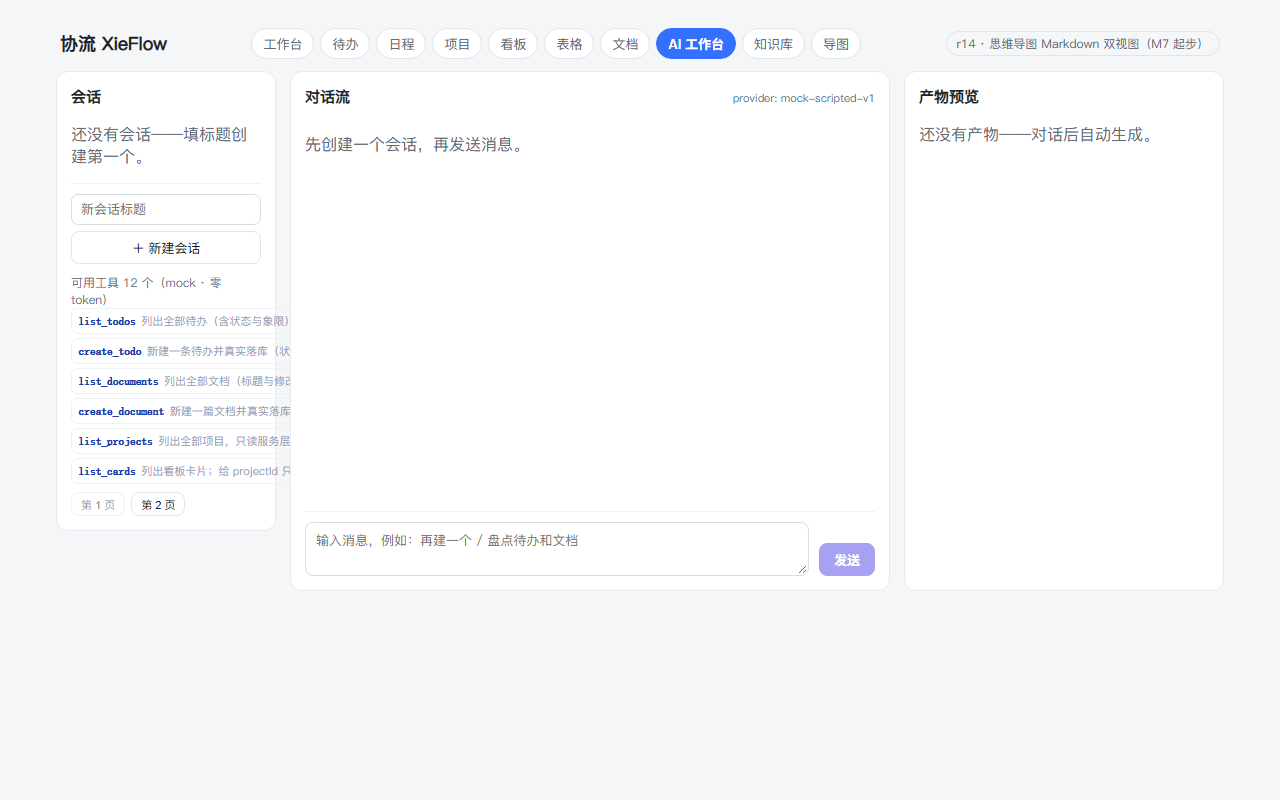 协流 XieFlow
工作台
待办
日程
项目
看板
表格
文档
AI 工作台
知识库
导图
r14 · 思维导图 Markdown 双视图（M7 起步）
会话
还没有会话——填标题创
建第一个。
新会话标题
＋ 新建会话
可用工具 12 个（mock · 零
token）
list_todos 列出全部待办（含状态与象限）
create_todo 新建一条待办并真实落库（状
list_documents 列出全部文档（标题与修改
create_document 新建一篇文档并真实落库
list_projects 列出全部项目，只读服务层
list_cards 列出看板卡片；给 projectId 只
第 1 页
第 2 页
对话流
provider: mock-scripted-v1
先创建一个会话，再发送消息。
输入消息，例如：再建一个 / 盘点待办和文档
发送
产物预览
还没有产物——对话后自动生成。